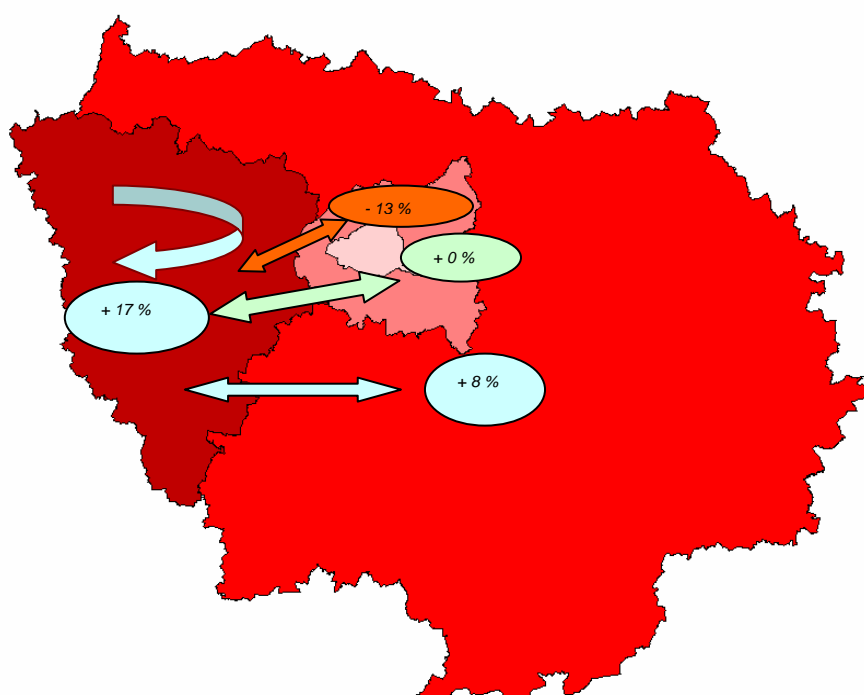 - 13 %
+ 0 %
+ 17 %
+ 8 %